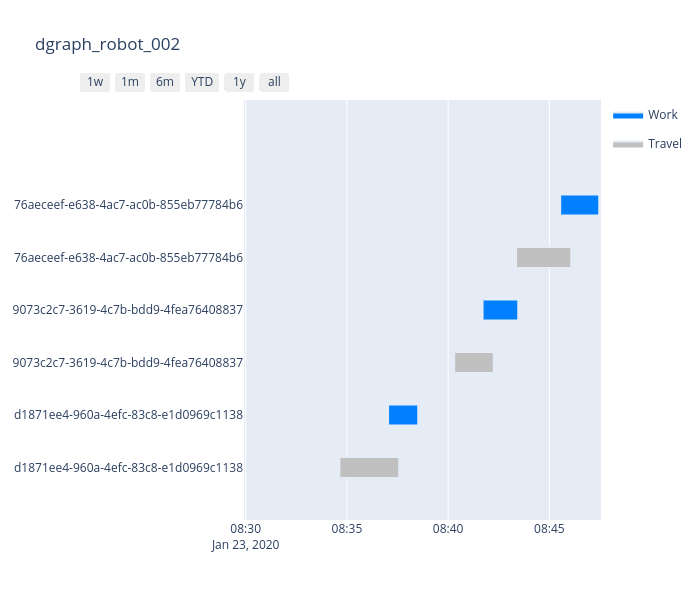 dgraph_robot_002
1w 1m 6m YTD 1y all
Work
Travel
76aeceef-e638-4ac7-ac0b-855eb77784b6
76aeceef-e638-4ac7-ac0b-855eb77784b6
9073c2c7-3619-4c7b-bdd9-4fea76408837
9073c2c7-3619-4c7b-bdd9-4fea76408837
d1871ee4-960a-4efc-83c8-e1d0969c1138
d1871ee4-960a-4efc-83c8-e1d0969c1138
08:30 08:35 08:40 08:45
Jan 23, 2020